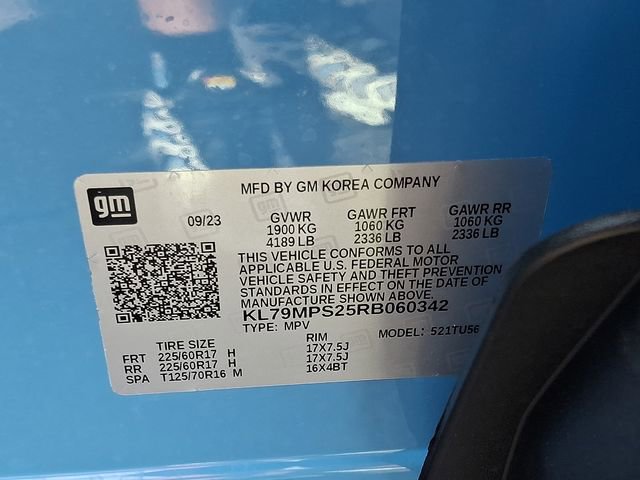 gm
MFD BY GM KOREA COMPANY
09/23
GVWR
1900 KG
4189 LB
GAWR FRT
1060 KG
2336 LB
GAWR RR
1060 KG
2336 LB
THIS VEHICLE CONFORMS TO ALL
APPLICABLE U.S. FEDERAL MOTOR
VEHICLE SAFETY AND THEFT PREVENTION
STANDARDS IN EFFECT ON THE DATE OF
MANUFACTURE SHOWN ABOVE.
KL79MPS25RB060342
TYPE: MPV
MODEL: 521TU56
TIRE SIZE
RIM
FRT 225/60R17 H 17X7.5J
RR 225/60R17 H 17X7.5J
SPA T125/70R16 M 16X4BT